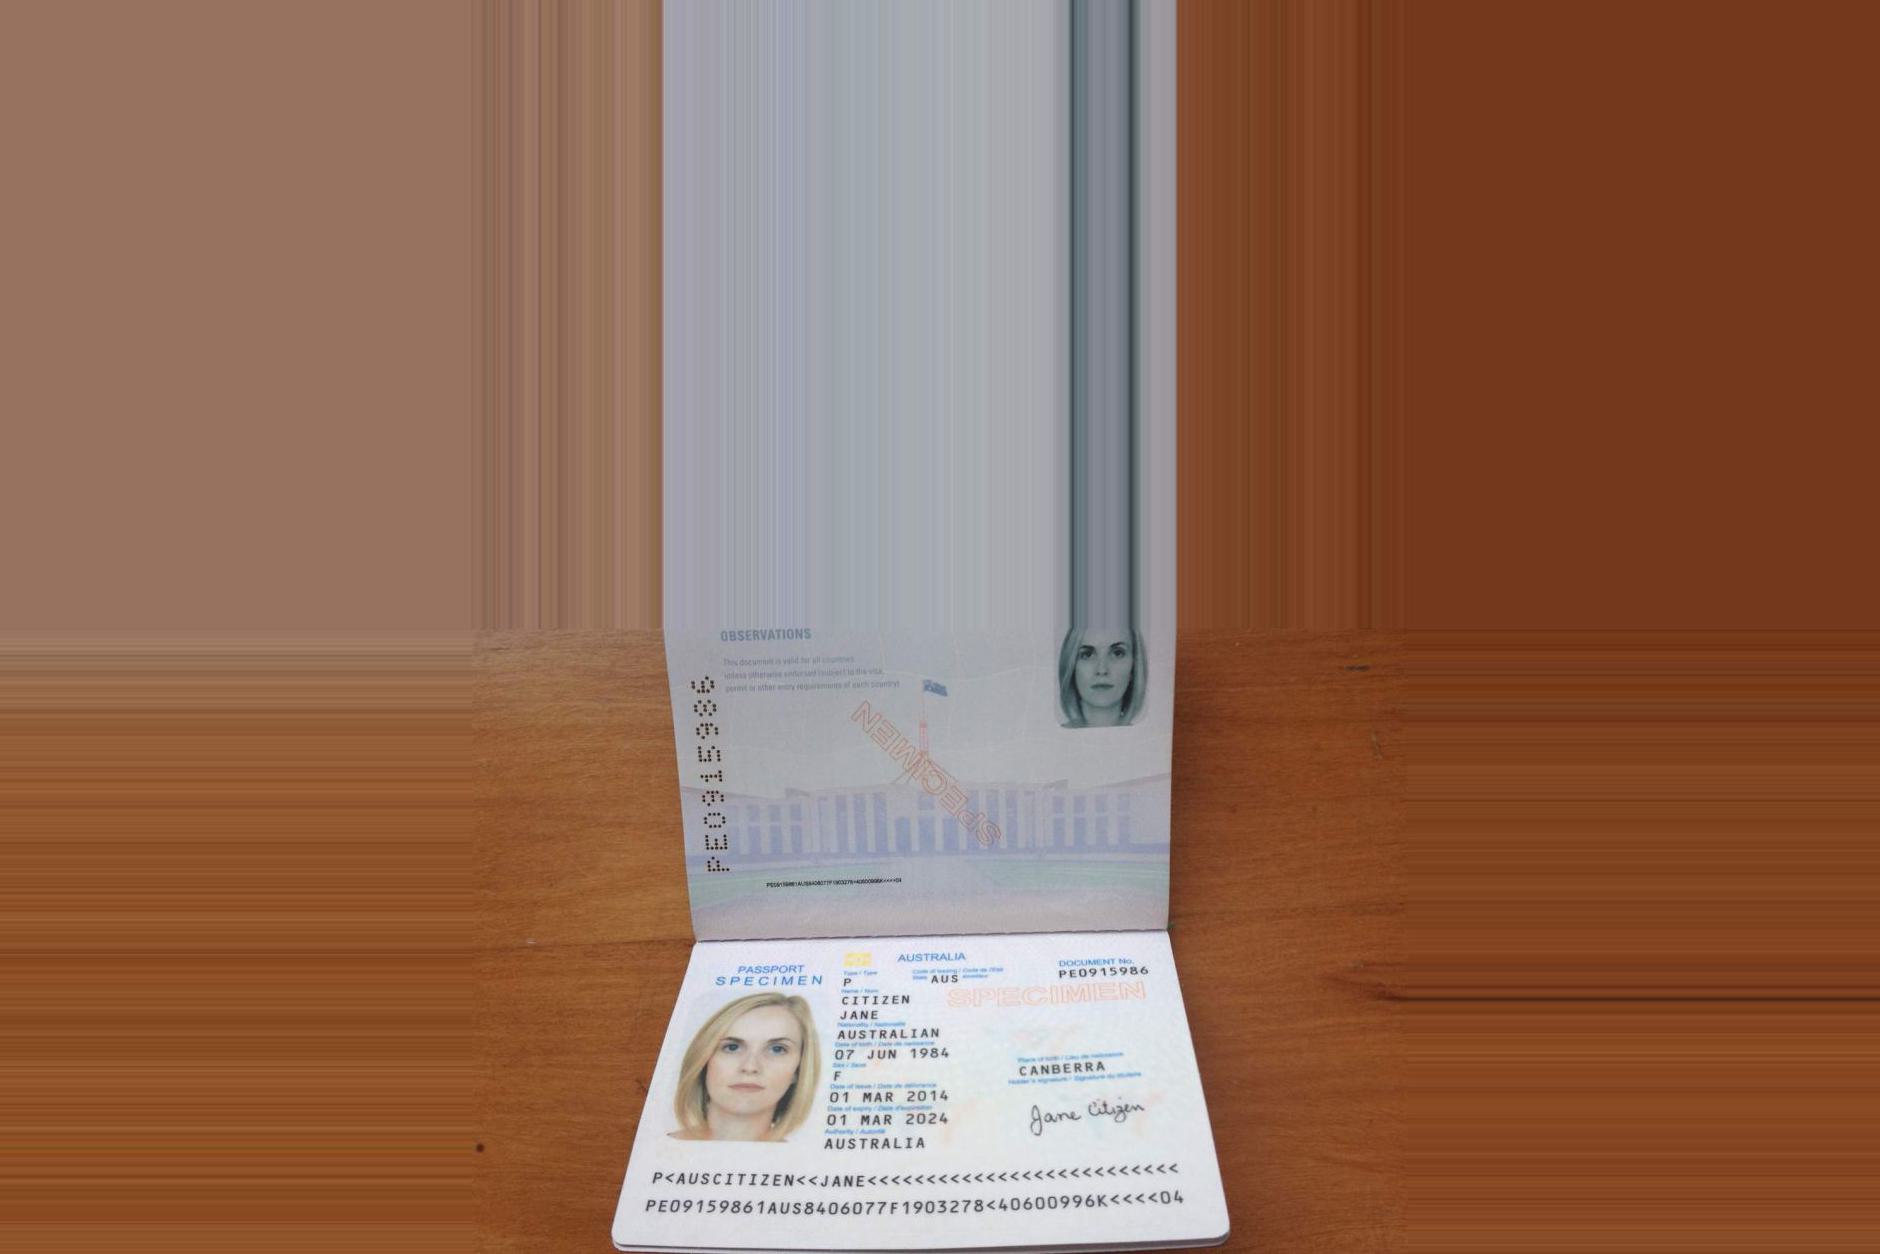 OBSERVATIONS
This document is valid for all countries
unless otherwise endorsed (subject to the visa,
permit or other entry requirements of each country)
SPECIMEN
PE0915986
PE09159861AUS8406077F1903278<40600996K<<<<04
PASSPORT
SPECIMEN
AUSTRALIA
DOCUMENT No.
PE0915986
Type / Type
P
Code of issuing / Code de l'État
State émetteur
AUS
SPECIMEN
Name / Nom
CITIZEN
JANE
Nationality / Nationalité
AUSTRALIAN
Date of birth / Date de naissance
07 JUN 1984
Sex / Sexe
F
Place of birth / Lieu de naissance
CANBERRA
Date of issue / Date de délivrance
01 MAR 2014
Holder's signature / Signature du titulaire
Jane Citizen
Date of expiry / Date d'expiration
01 MAR 2024
Authority / Autorité
AUSTRALIA
P<AUSCITIZEN<<JANE<<<<<<<<<<<<<<<<<<<<<<<<<<
PE09159861AUS8406077F1903278<40600996K<<<<04